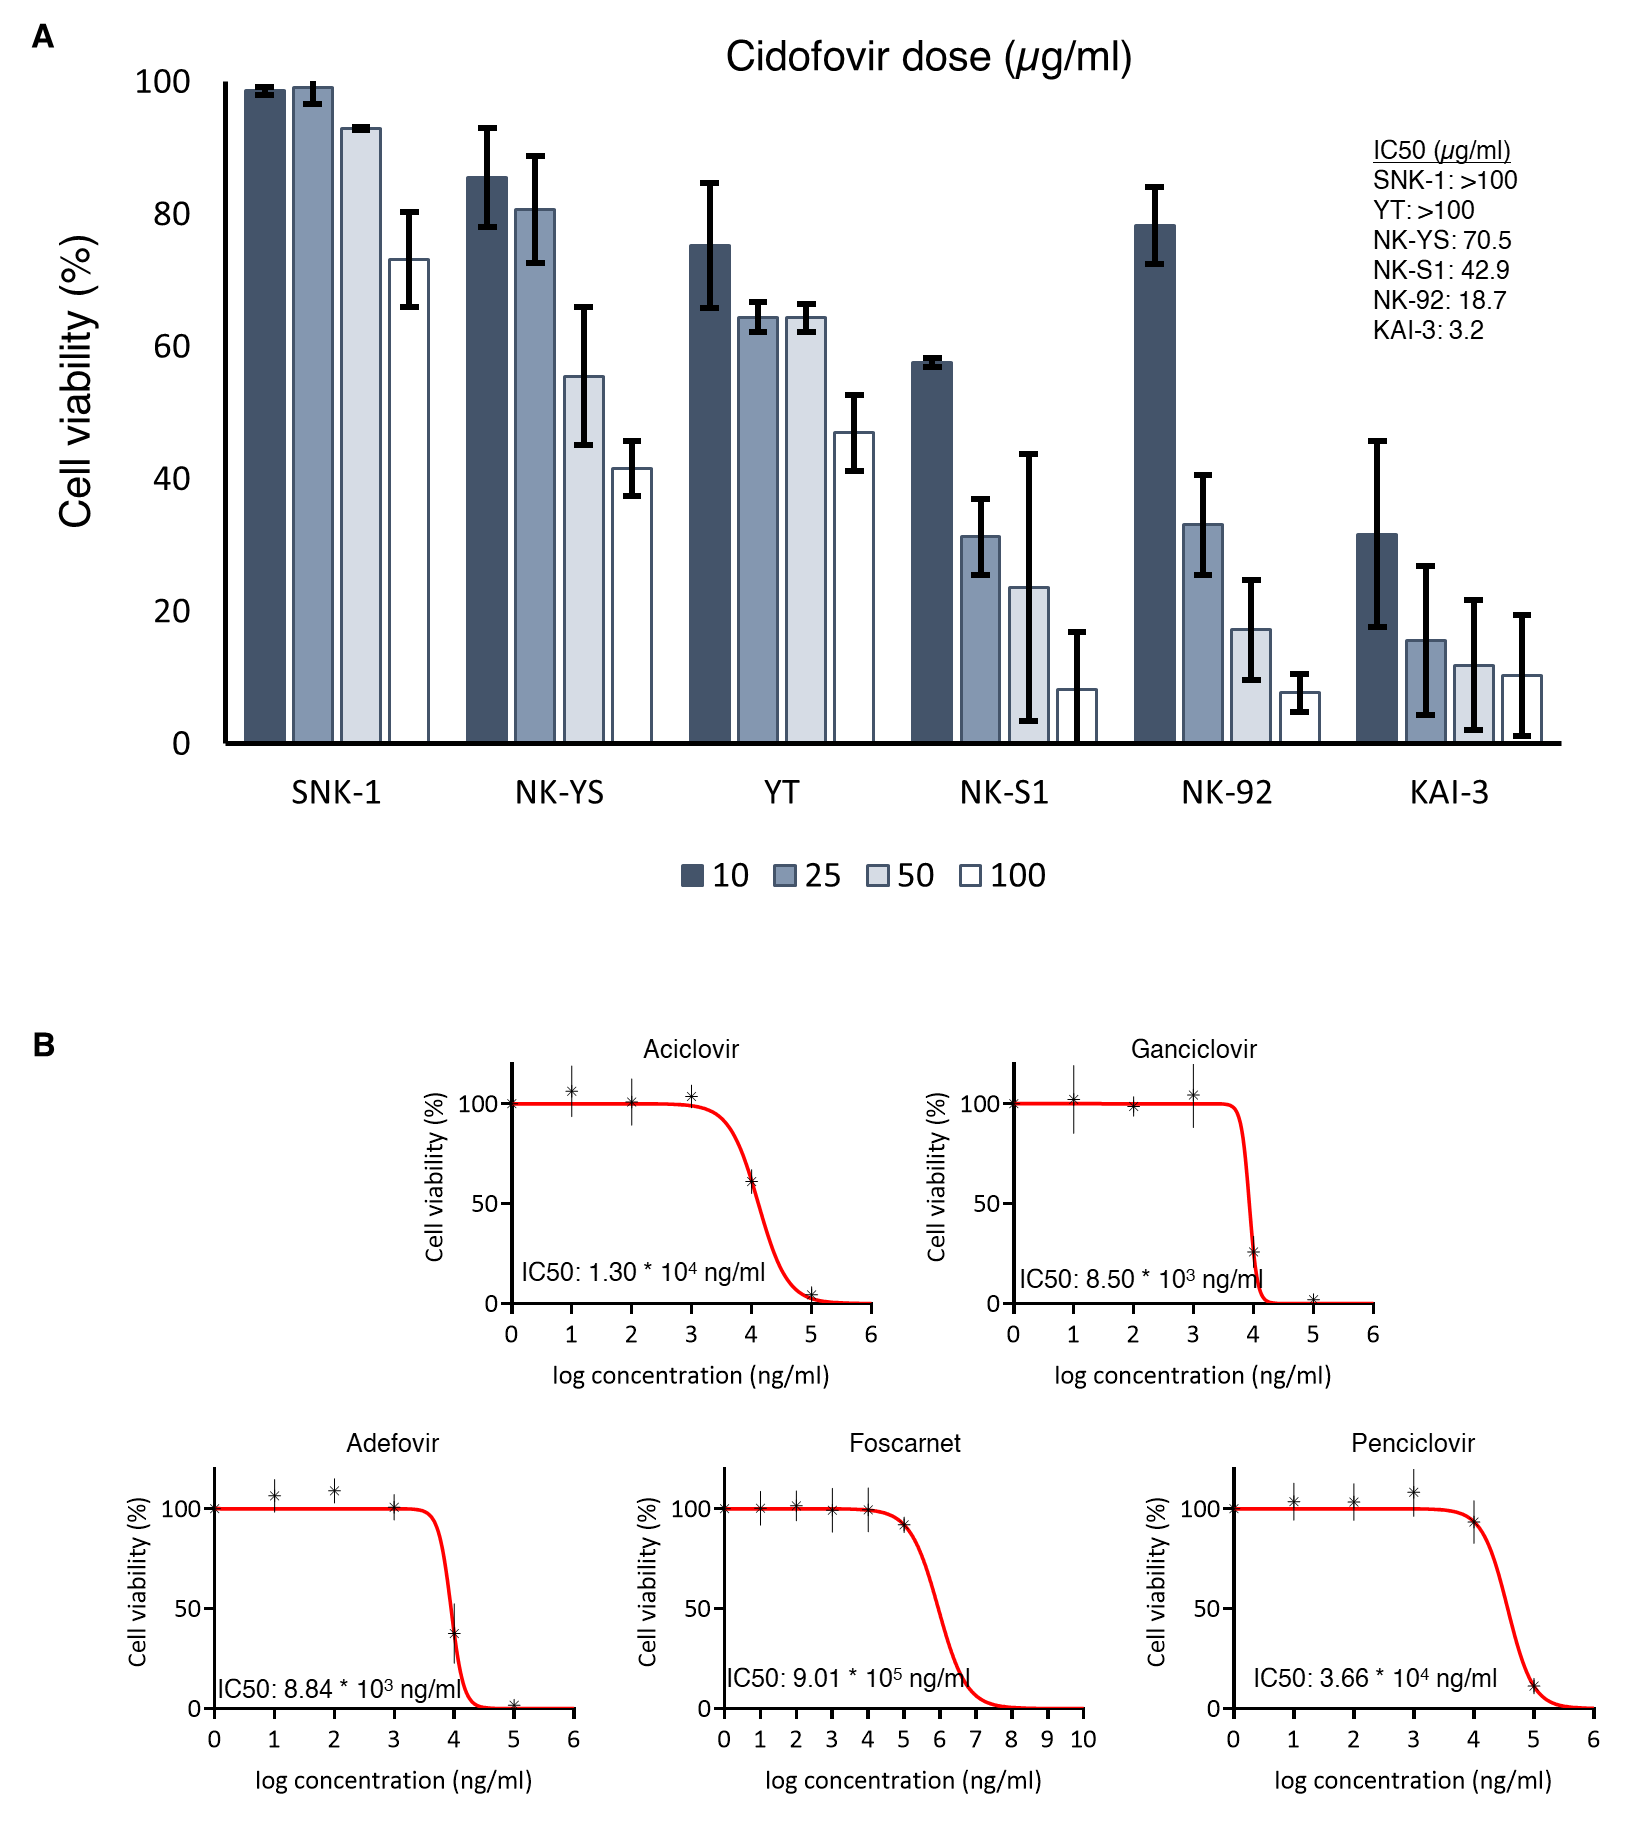 A
Cidofovir dose (µg/ml)
Cell viability (%)
100
80
60
40
20
0
IC50 (µg/ml)
SNK-1: >100
YT: >100
NK-YS: 70.5
NK-S1: 42.9
NK-92: 18.7
KAI-3: 3.2
SNK-1 NK-YS YT NK-S1 NK-92 KAI-3
10 25 50 100
B
Aciclovir
Cell viability (%)
100
50
0
IC50: 1.30 * 10⁴ ng/ml
0 1 2 3 4 5 6
log concentration (ng/ml)
Ganciclovir
Cell viability (%)
100
50
0
IC50: 8.50 * 10³ ng/ml
0 1 2 3 4 5 6
log concentration (ng/ml)
Adefovir
Cell viability (%)
100
50
0
IC50: 8.84 * 10³ ng/ml
0 1 2 3 4 5 6
log concentration (ng/ml)
Foscarnet
Cell viability (%)
100
50
0
IC50: 9.01 * 10⁵ ng/ml
0 1 2 3 4 5 6 7 8 9 10
log concentration (ng/ml)
Penciclovir
Cell viability (%)
100
50
0
IC50: 3.66 * 10⁴ ng/ml
0 1 2 3 4 5 6
log concentration (ng/ml)